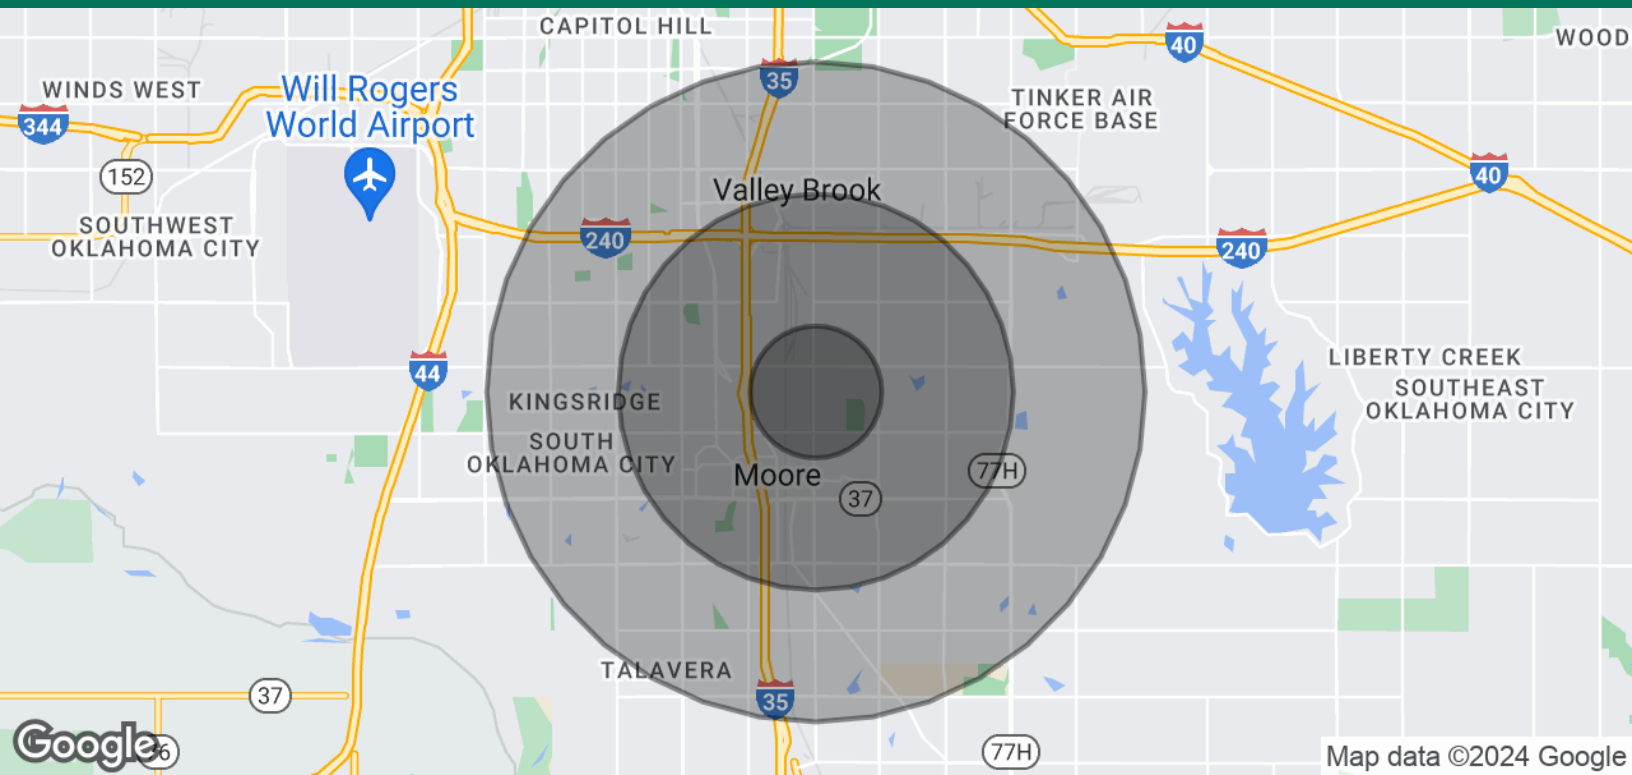 CAPITOL HILL
WOOD
40
35
WINDS WEST
Will Rogers
World Airport
TINKER AIR
FORCE BASE
344
152
40
Valley Brook
SOUTHWEST
OKLAHOMA CITY
240
240
LIBERTY CREEK
44
SOUTHEAST
OKLAHOMA CITY
KINGSRIDGE
SOUTH
OKLAHOMA CITY
Moore
77H
37
TALAVERA
37
35
Google
77H
Map data ©2024 Google